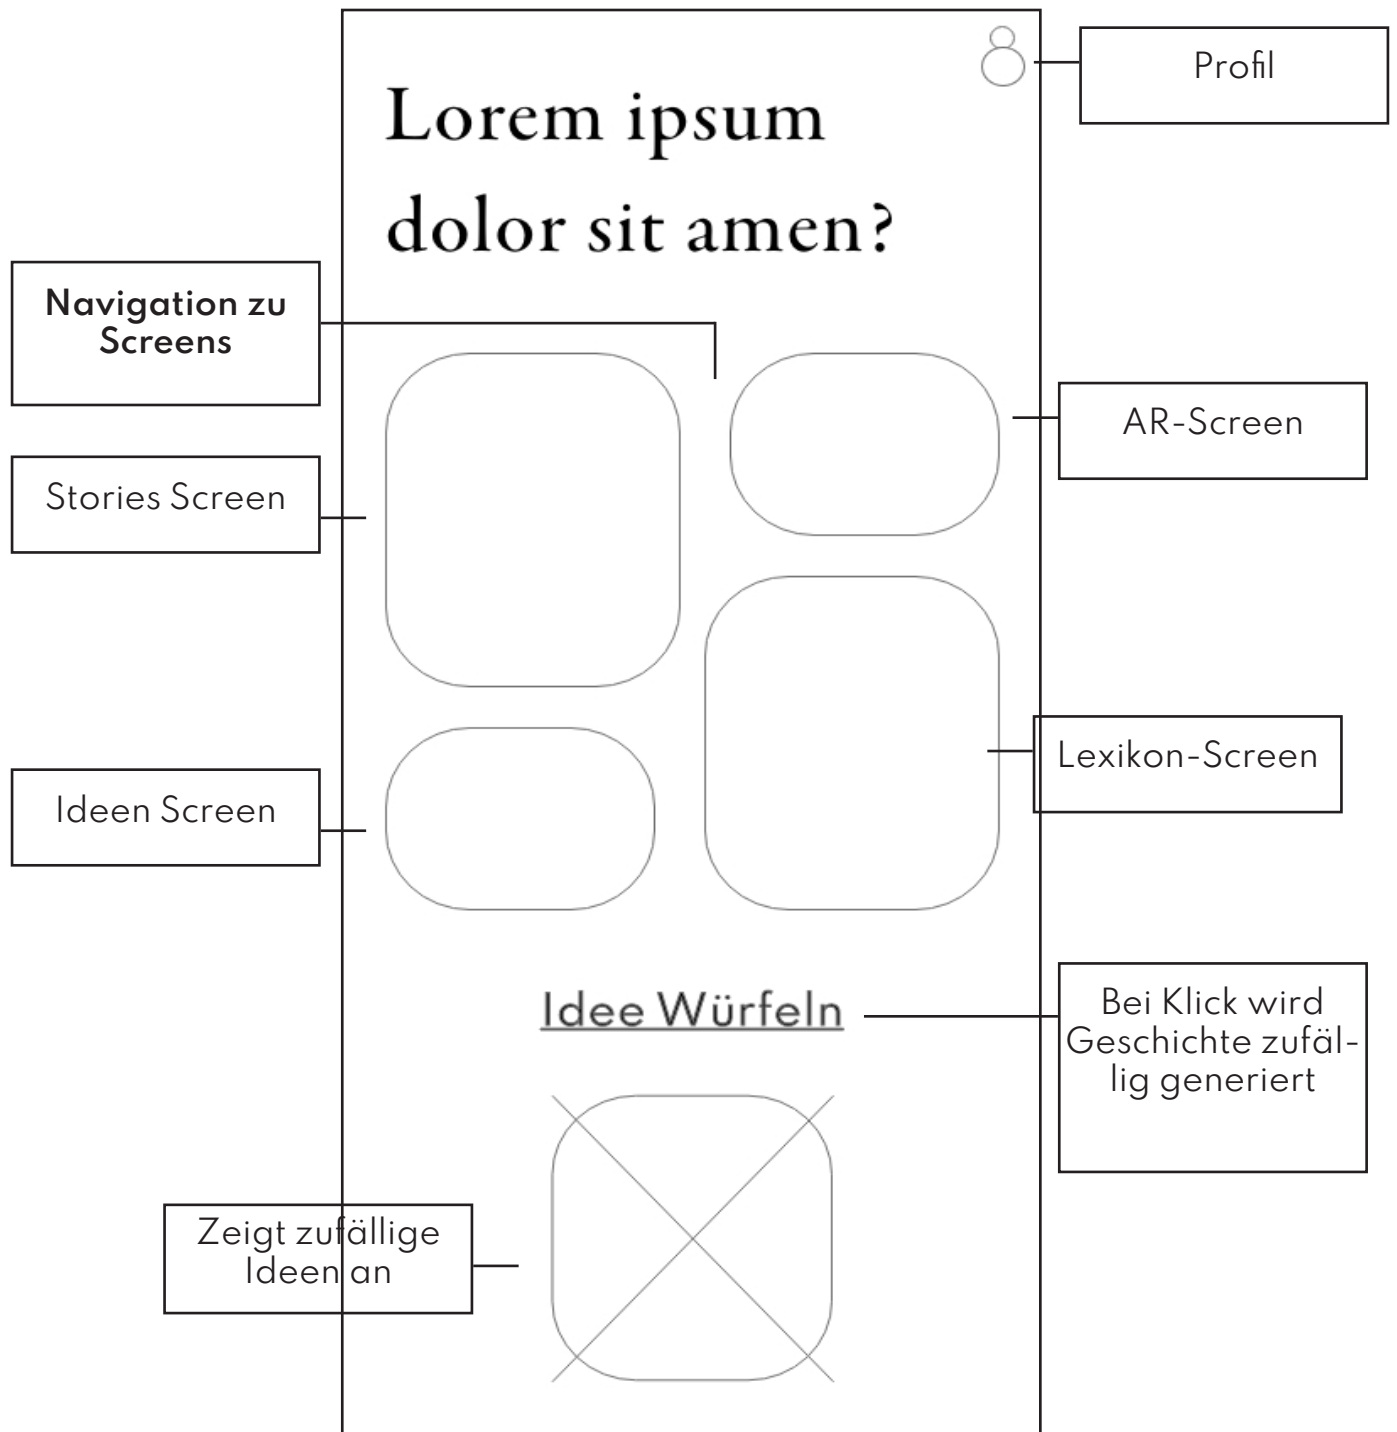 Profil
Lorem ipsum
dolor sit amen?
Navigation zu
Screens
AR-Screen
Stories Screen
Lexikon-Screen
Ideen Screen
Idee Würfeln
Bei Klick wird
Geschichte zufäl-
lig generiert
Zeigt zufällige
Ideen an